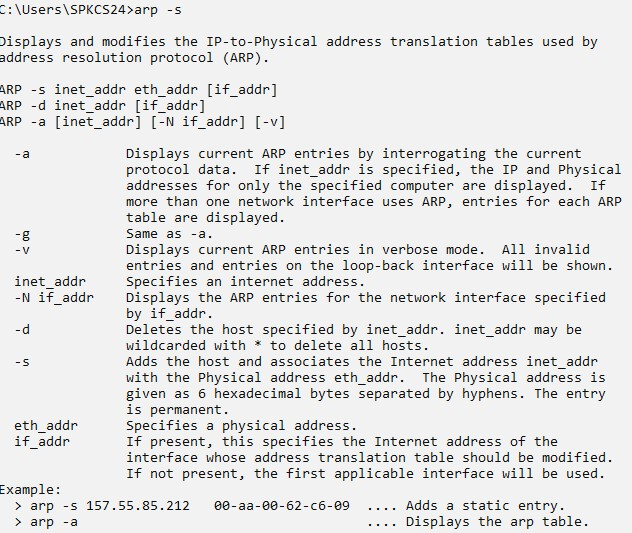 C:\Users\SPKCS24>arp -s
Displays and modifies the IP-to-Physical address translation tables used by
address resolution protocol (ARP).
ARP -s inet_addr eth_addr [if_addr]
ARP -d inet_addr [if_addr]
ARP -a [inet_addr] [-N if_addr] [-v]
-a Displays current ARP entries by interrogating the current
protocol data. If inet_addr is specified, the IP and Physical
addresses for only the specified computer are displayed. If
more than one network interface uses ARP, entries for each ARP
table are displayed.
-g Same as -a.
-v Displays current ARP entries in verbose mode. All invalid
entries and entries on the loop-back interface will be shown.
inet_addr Specifies an internet address.
-N if_addr Displays the ARP entries for the network interface specified
by if_addr.
-d Deletes the host specified by inet_addr. inet_addr may be
wildcarded with * to delete all hosts.
-s Adds the host and associates the Internet address inet_addr
with the Physical address eth_addr. The Physical address is
given as 6 hexadecimal bytes separated by hyphens. The entry
is permanent.
eth_addr Specifies a physical address.
if_addr If present, this specifies the Internet address of the
interface whose address translation table should be modified.
If not present, the first applicable interface will be used.
Example:
> arp -s 157.55.85.212 00-aa-00-62-c6-09 .... Adds a static entry.
> arp -a .... Displays the arp table.